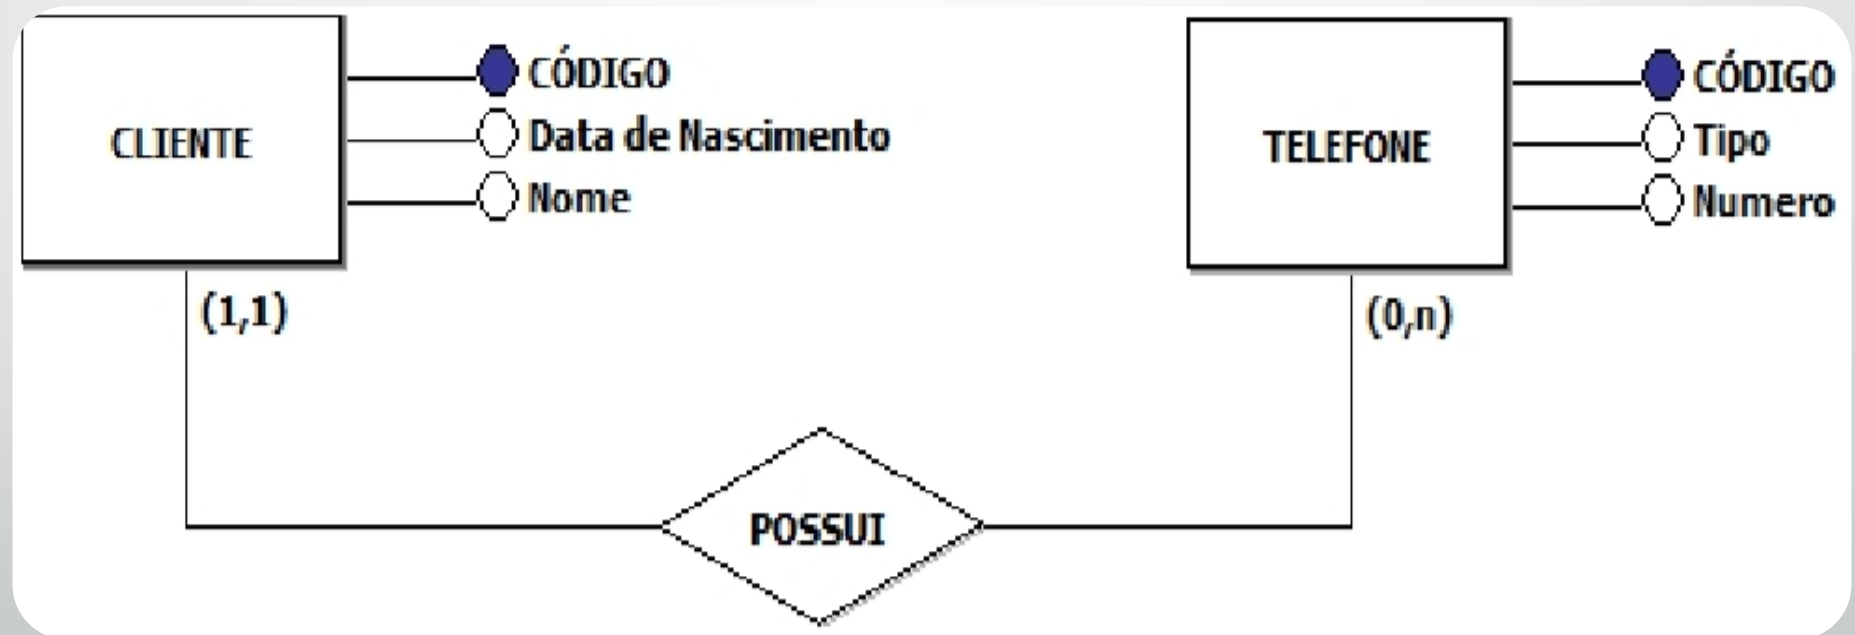 CLIENTE
CÓDIGO
Data de Nascimento
Nome
(1,1)
TELEFONE
CÓDIGO
Tipo
Numero
(0,n)
POSSUI